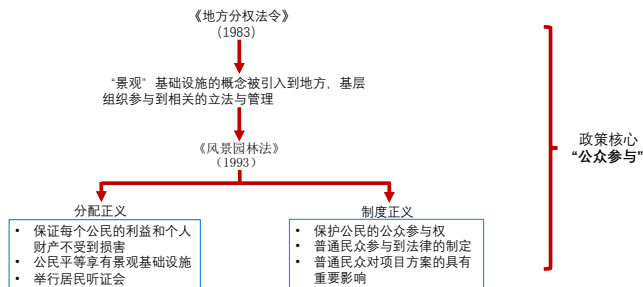 《地方分权法令》
(1983)
“景观”基础设施的概念被引入到地方，基层
组织参与到相关的立法与管理
《风景园林法》
(1993)
政策核心
“公众参与”
分配正义
• 保证每个公民的利益和个人
财产不受到损害
• 公民平等享有景观基础设施
• 举行居民听证会
制度正义
• 保护公民的公众参与权
• 普通民众参与到法律的制定
• 普通民众对项目方案的具有
重要影响